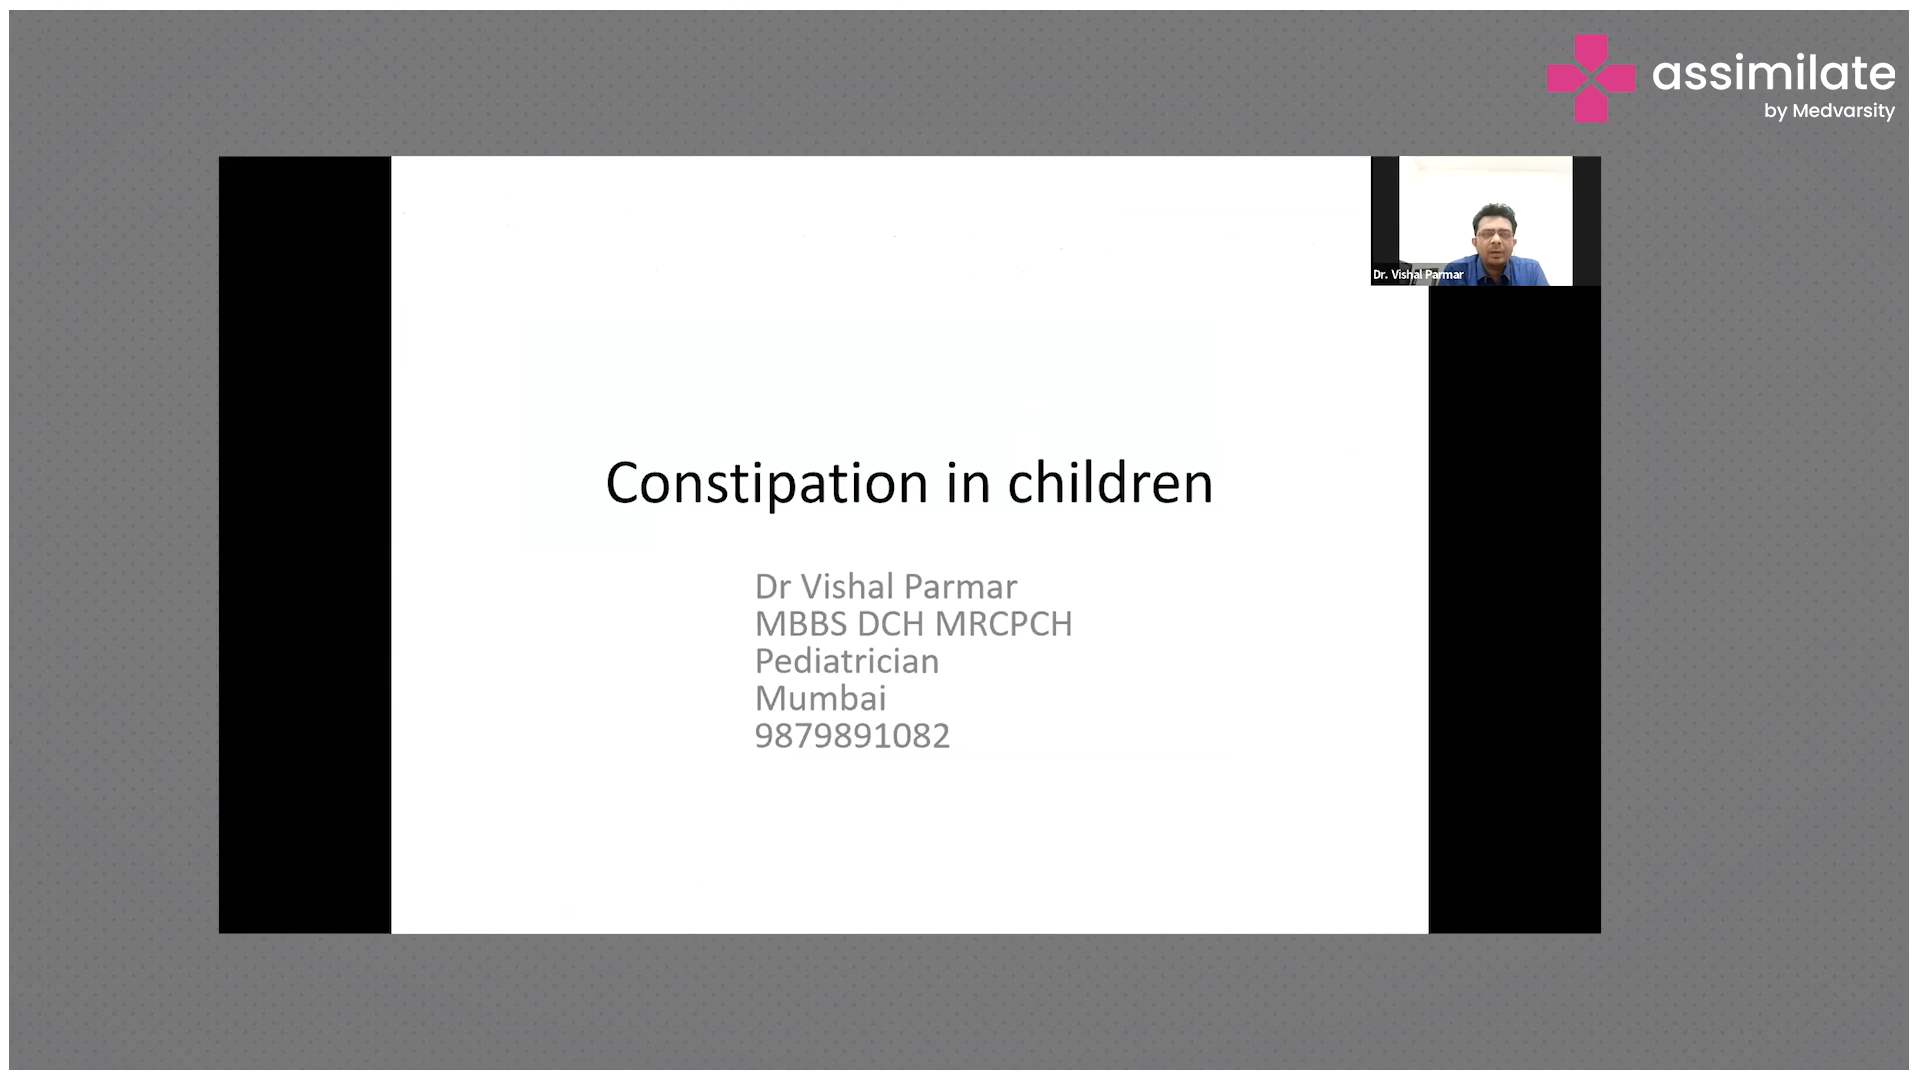 assimilate
by Medvarsity
Dr. Vishal Parmar
Constipation in children
Dr Vishal Parmar
MBBS DCH MRCPCH
Pediatrician
Mumbai
9879891082